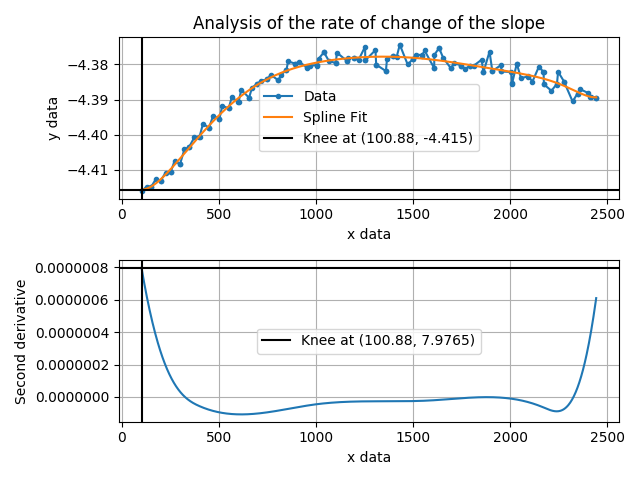 Analysis of the rate of change of the slope
−4.38
−4.39
−4.40
−4.41
y data
Data
Spline Fit
Knee at (100.88, -4.415)
0 500 1000 1500 2000 2500
x data
0.0000008
0.0000006
0.0000004
0.0000002
0.0000000
Second derivative
Knee at (100.88, 7.9765)
0 500 1000 1500 2000 2500
x data